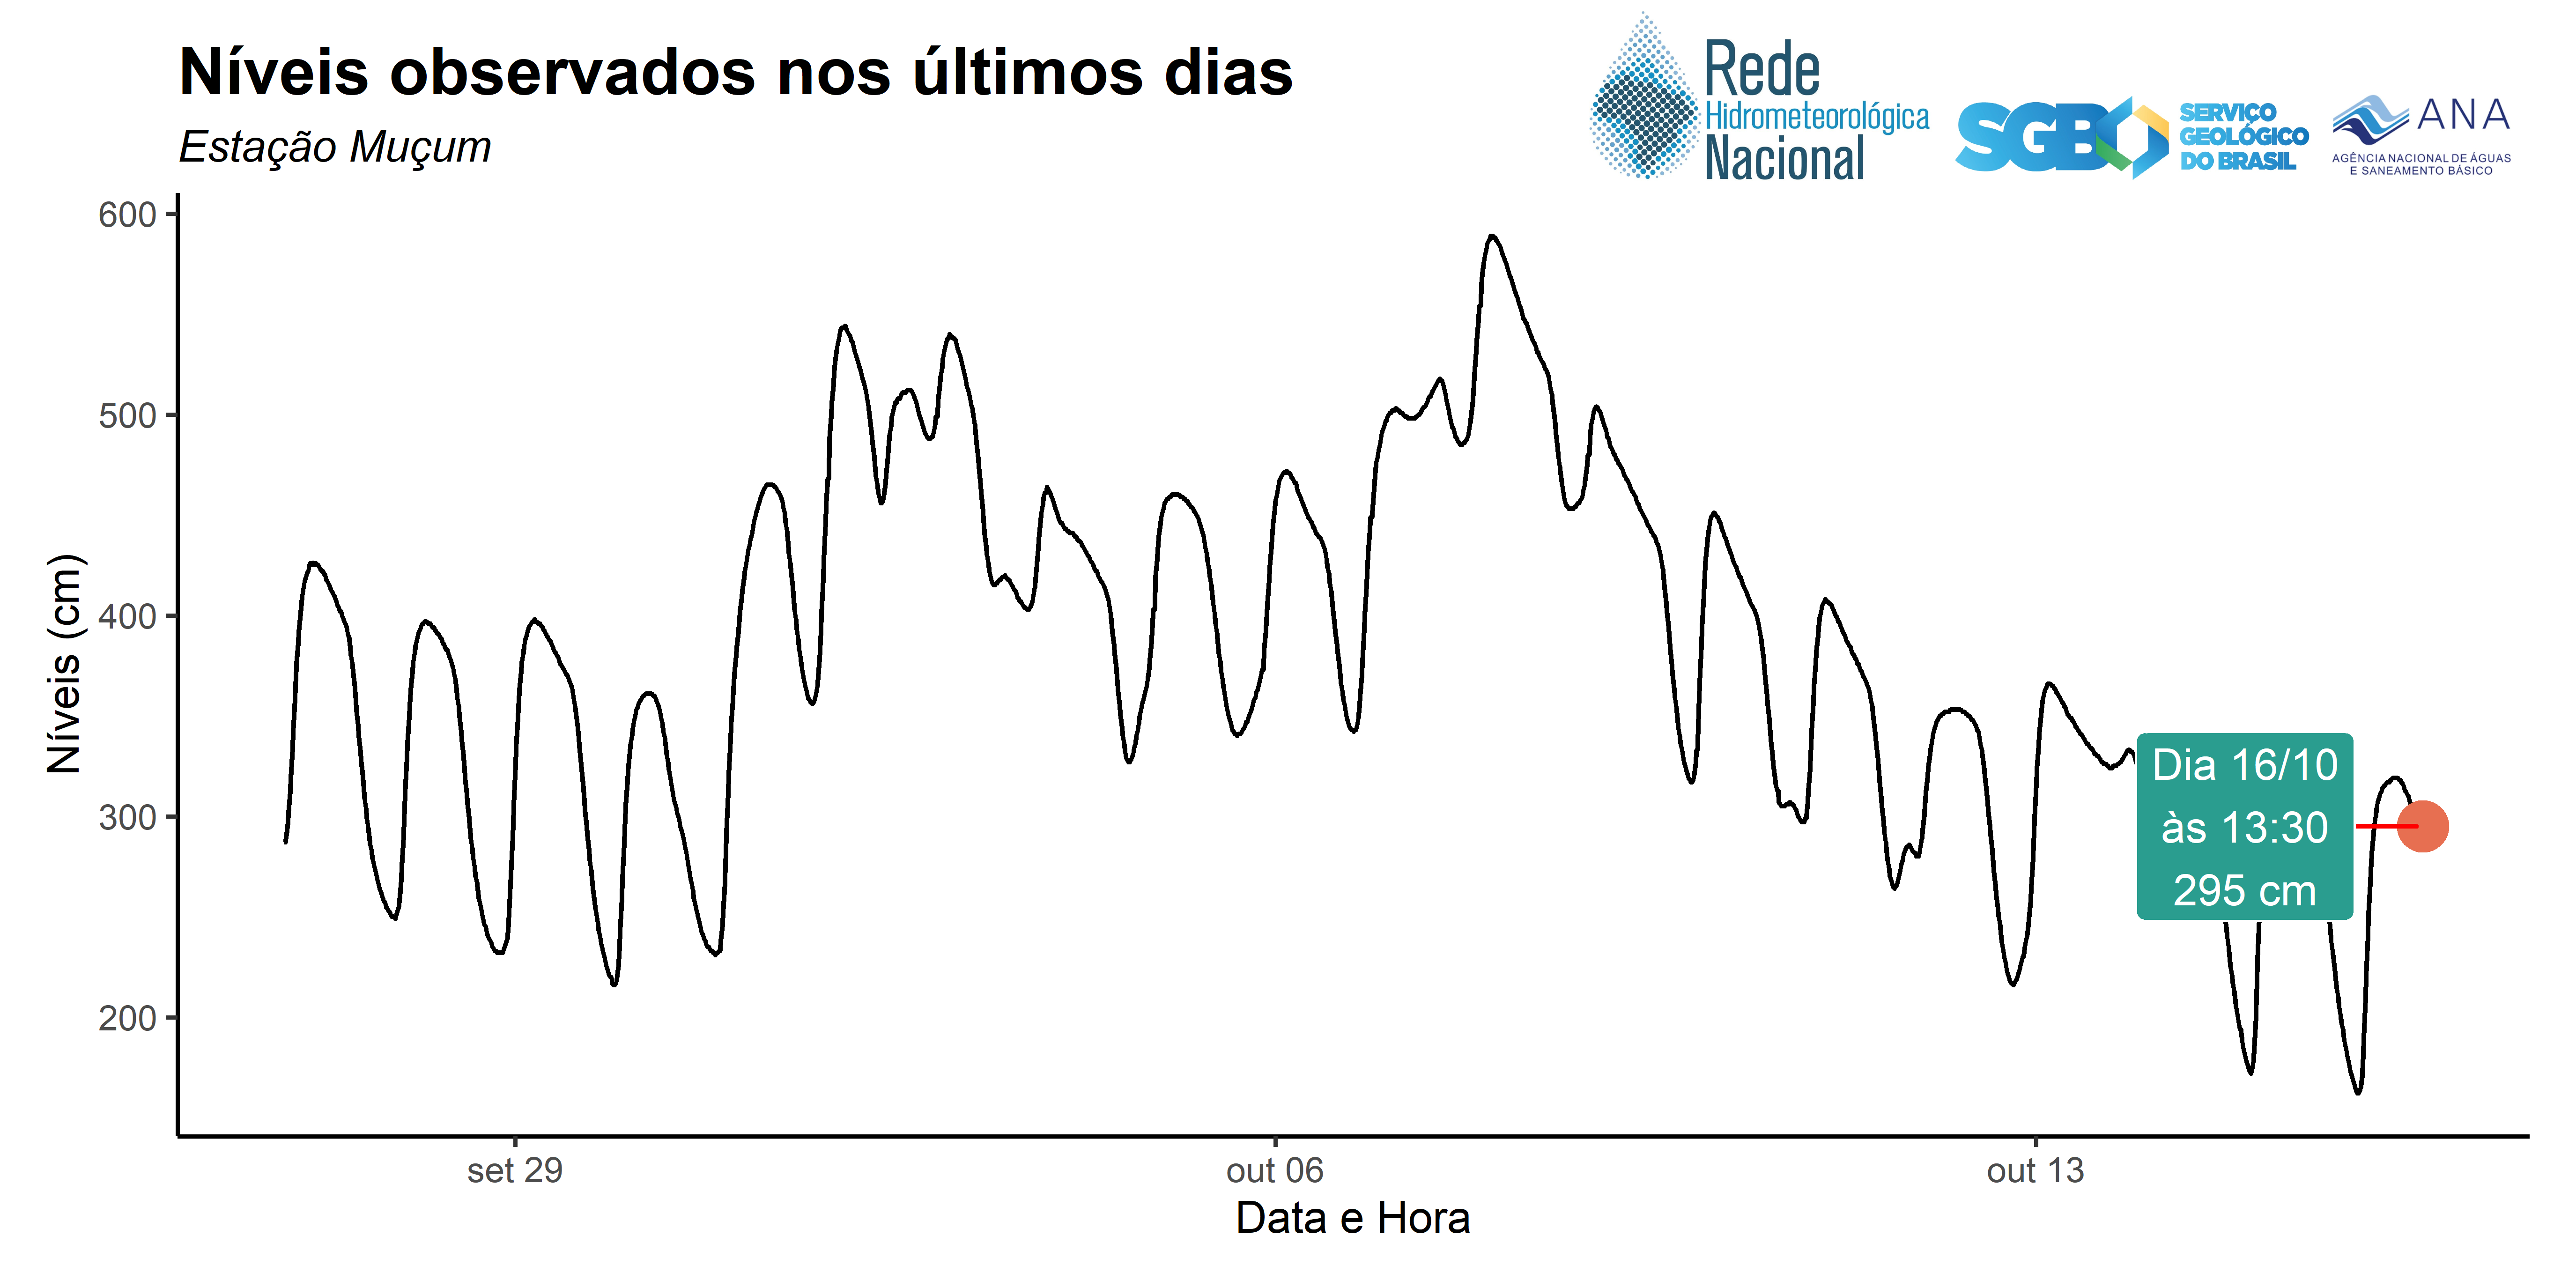 Níveis observados nos últimos dias
Estação Muçum
Rede
Hidrometeorológica
Nacional
SGB
SERVIÇO
GEOLÓGICO
DO BRASIL
ANA
AGÊNCIA NACIONAL DE ÁGUAS
E SANEAMENTO BÁSICO
Níveis (cm)
600
500
400
300
200
Dia 16/10
às 13:30
295 cm
set 29
out 06
out 13
Data e Hora